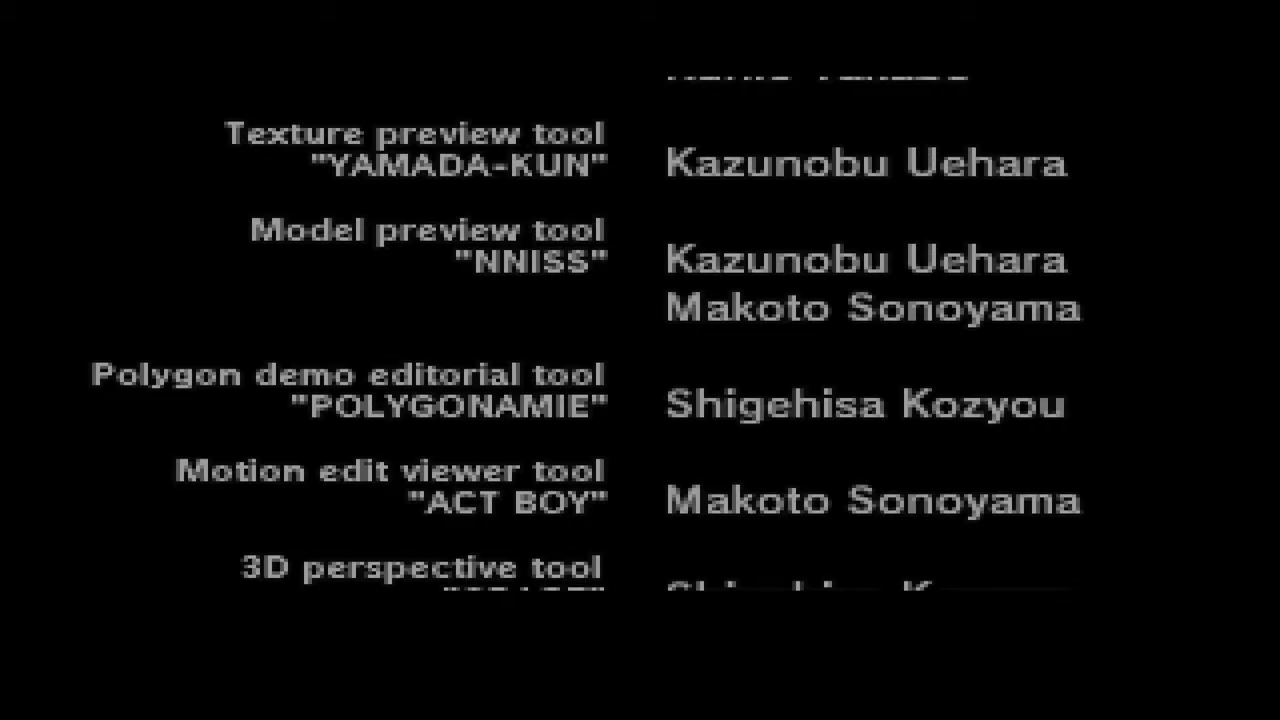 Texture preview tool
"YAMADA-KUN"
Kazunobu Uehara
Model preview tool
"NNISS"
Kazunobu Uehara
Makoto Sonoyama
Polygon demo editorial tool
"POLYGONAMIE"
Shigehisa Kozyou
Motion edit viewer tool
"ACT BOY"
Makoto Sonoyama
3D perspective tool